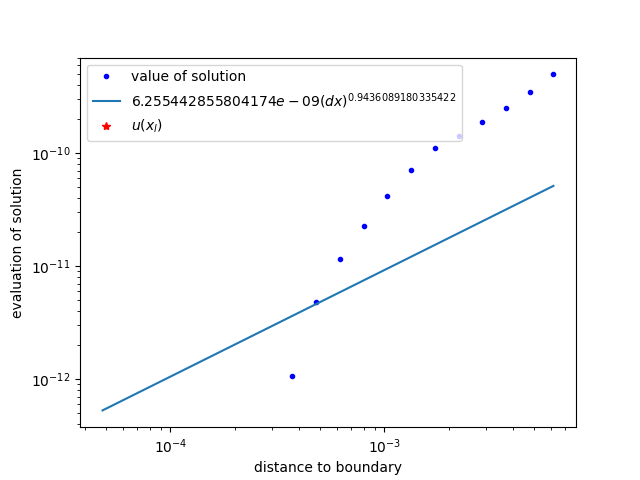 value of solution
6.255442855804174e − 09(dx)^0.9436089180335422
u(x_l)
10^−10
10^−11
10^−12
10^−4
10^−3
evaluation of solution
distance to boundary